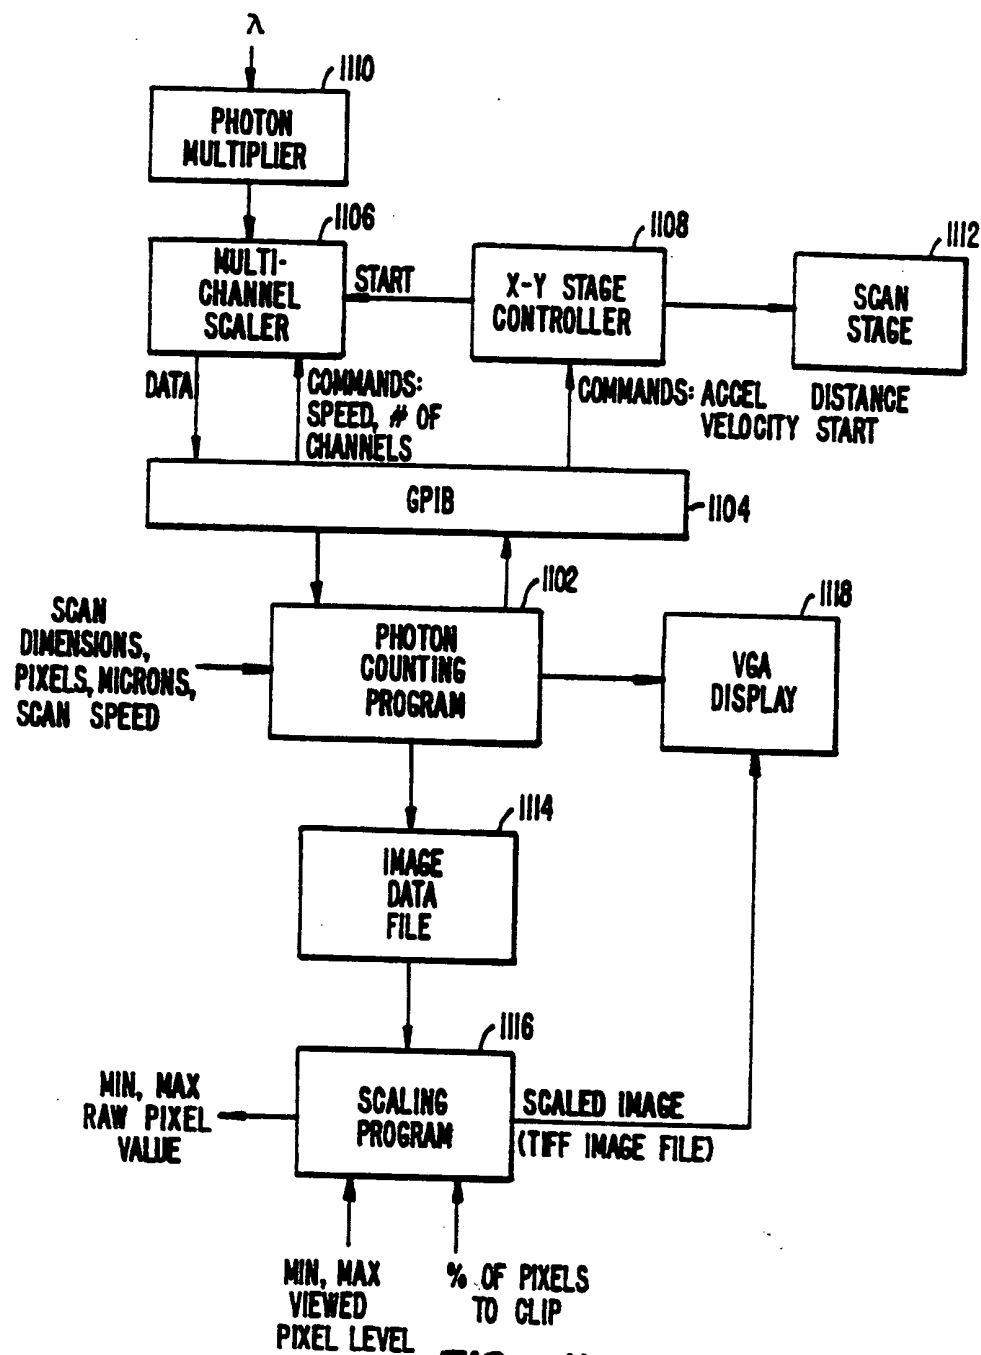 λ
1110
PHOTON
MULTIPLIER
1106
MULTI-
CHANNEL
SCALER
START
1108
X-Y STAGE
CONTROLLER
1112
SCAN
STAGE
DATA
COMMANDS:
SPEED, # OF
CHANNELS
COMMANDS: ACCEL DISTANCE
VELOCITY START
GPIB
1104
1102
PHOTON
COUNTING
PROGRAM
SCAN
DIMENSIONS,
PIXELS, MICRONS,
SCAN SPEED
1118
VGA
DISPLAY
1114
IMAGE
DATA
FILE
1116
SCALING
PROGRAM
MIN, MAX
RAW PIXEL
VALUE
SCALED IMAGE
(TIFF IMAGE FILE)
MIN, MAX
VIEWED
PIXEL LEVEL
% OF PIXELS
TO CLIP